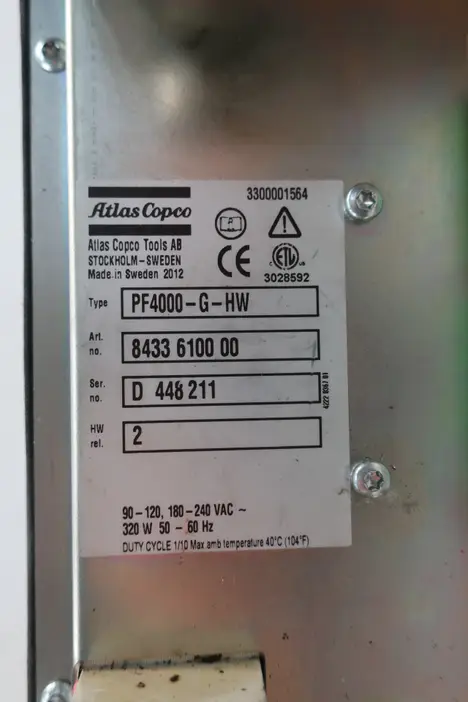 3300001564
Atlas Copco
Atlas Copco Tools AB
STOCKHOLM-SWEDEN
Made in Sweden 2012
CE
ETL
3028592
Type PF4000-G-HW
Art. no. 8433 6100 00
Ser. no. D 448211
HW rel. 2
90-120, 180-240 VAC ~
320 W 50 - 60 Hz
DUTY CYCLE 1/10 Max amb temperature 40°C (104°F)